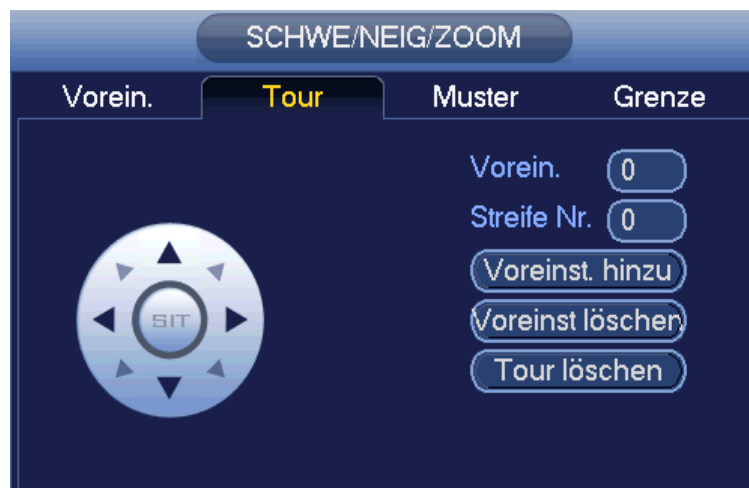 SCHWE/NEIG/ZOOM
Vorein. Tour Muster Grenze
Vorein. 0
Streife Nr. 0
Voreinst. hinzu
SIT
Voreinst löschen
Tour löschen